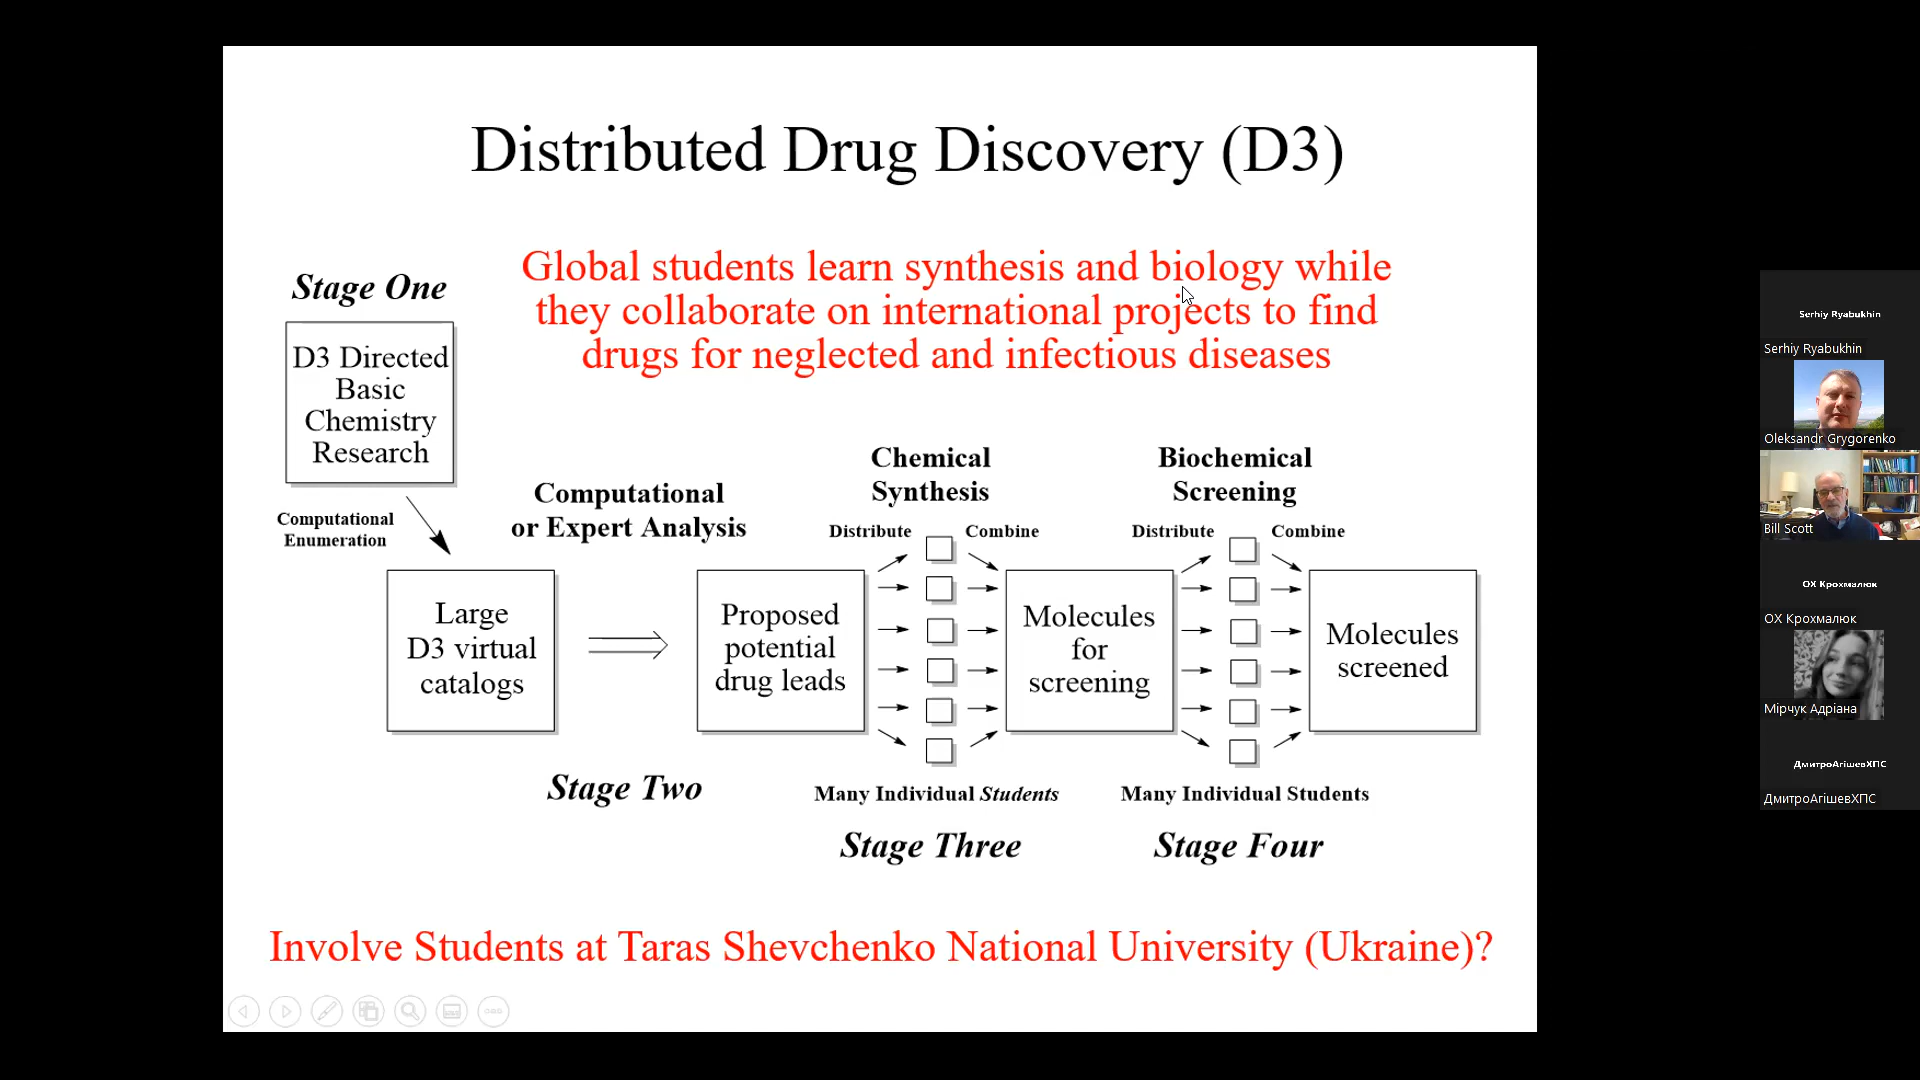 Distributed Drug Discovery (D3)
Global students learn synthesis and biology while
they collaborate on international projects to find
drugs for neglected and infectious diseases
Stage One
D3 Directed
Basic
Chemistry
Research
Computational
Enumeration
Large
D3 virtual
catalogs
Computational
or Expert Analysis
Stage Two
Proposed
potential
drug leads
Chemical
Synthesis
Distribute
Combine
Many Individual Students
Stage Three
Molecules
for
screening
Biochemical
Screening
Distribute
Combine
Many Individual Students
Stage Four
Molecules
screened
Involve Students at Taras Shevchenko National University (Ukraine)?
Serhiy Ryabukhin
Serhiy Ryabukhin
Oleksandr Grygorenko
Bill Scott
ОХ Крохмалюк
ОХ Крохмалюк
Мірчук Адріана
ДмитроАгішевХПС
ДмитроАгішевХПС